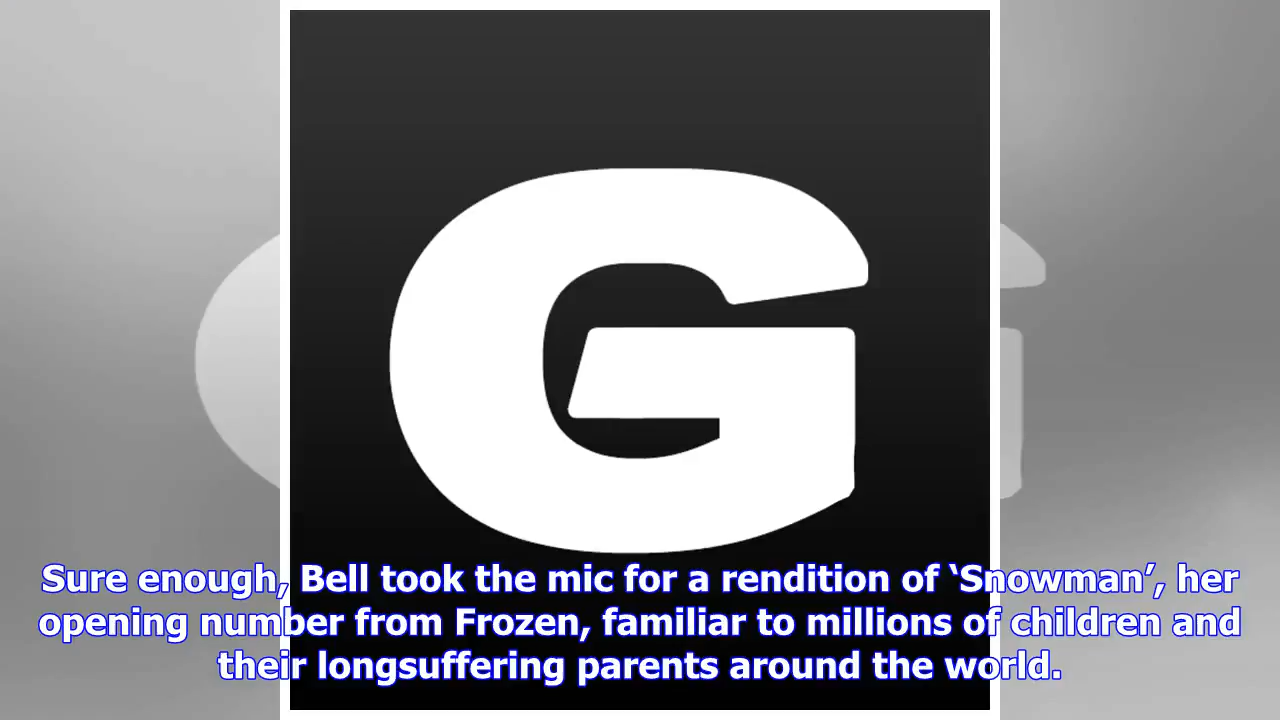 G
Sure enough, Bell took the mic for a rendition of ‘Snowman’, her
opening number from Frozen, familiar to millions of children and
their longsuffering parents around the world.